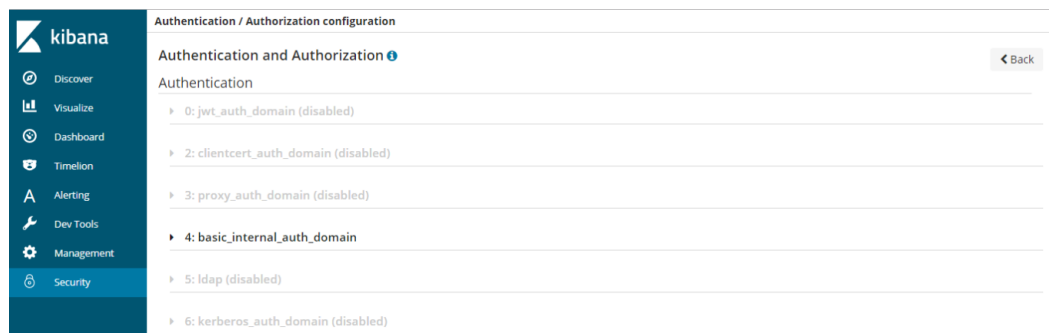 Authentication / Authorization configuration
kibana
Authentication and Authorization
Back
Authentication
Discover
Visualize
Dashboard
Timelion
Alerting
Dev Tools
Management
Security
0: jwt_auth_domain (disabled)
2: clientcert_auth_domain (disabled)
3: proxy_auth_domain (disabled)
4: basic_internal_auth_domain
5: ldap (disabled)
6: kerberos_auth_domain (disabled)